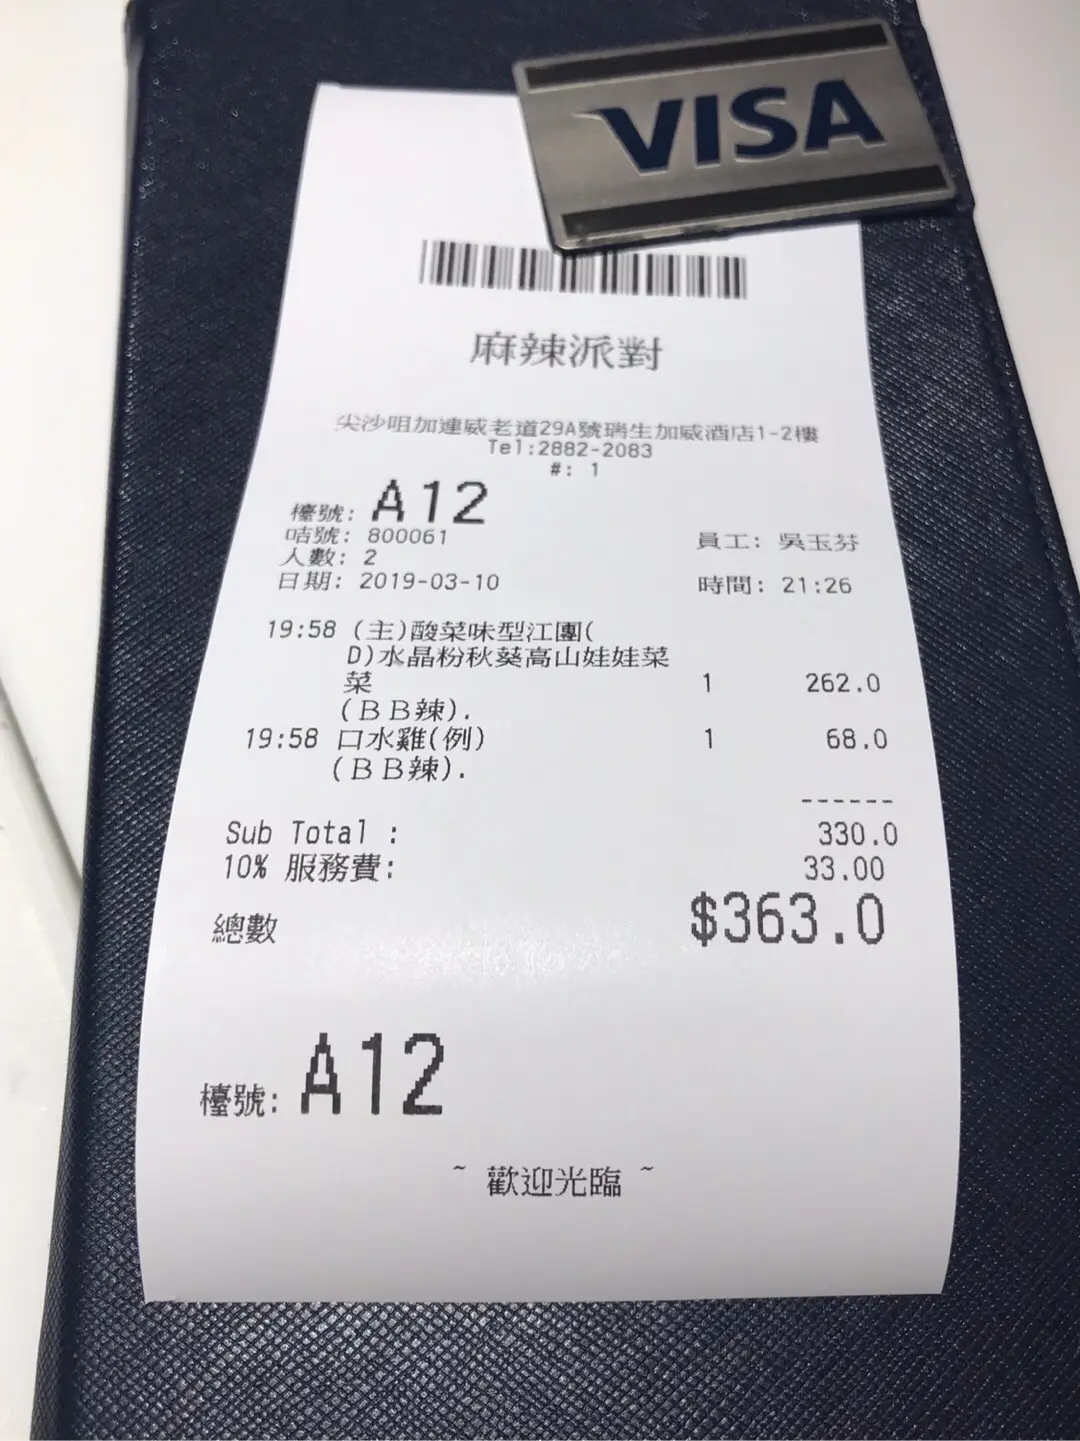 VISA
麻辣派對
尖沙咀加連威老道29A號瑞生加威酒店1-2樓
Tel:2882-2083
#: 1
檯號: A12
咭號: 800061
員工: 吳玉芬
人數: 2
日期: 2019-03-10
時間: 21:26
19:58 (主)酸菜味型江團(
D)水晶粉秋葵高山娃娃菜
菜 1 262.0
(ＢＢ辣).
19:58 口水雞(例) 1 68.0
(ＢＢ辣).
------
Sub Total : 330.0
10% 服務費: 33.00
總數 $363.0
檯號: A12
~ 歡迎光臨 ~